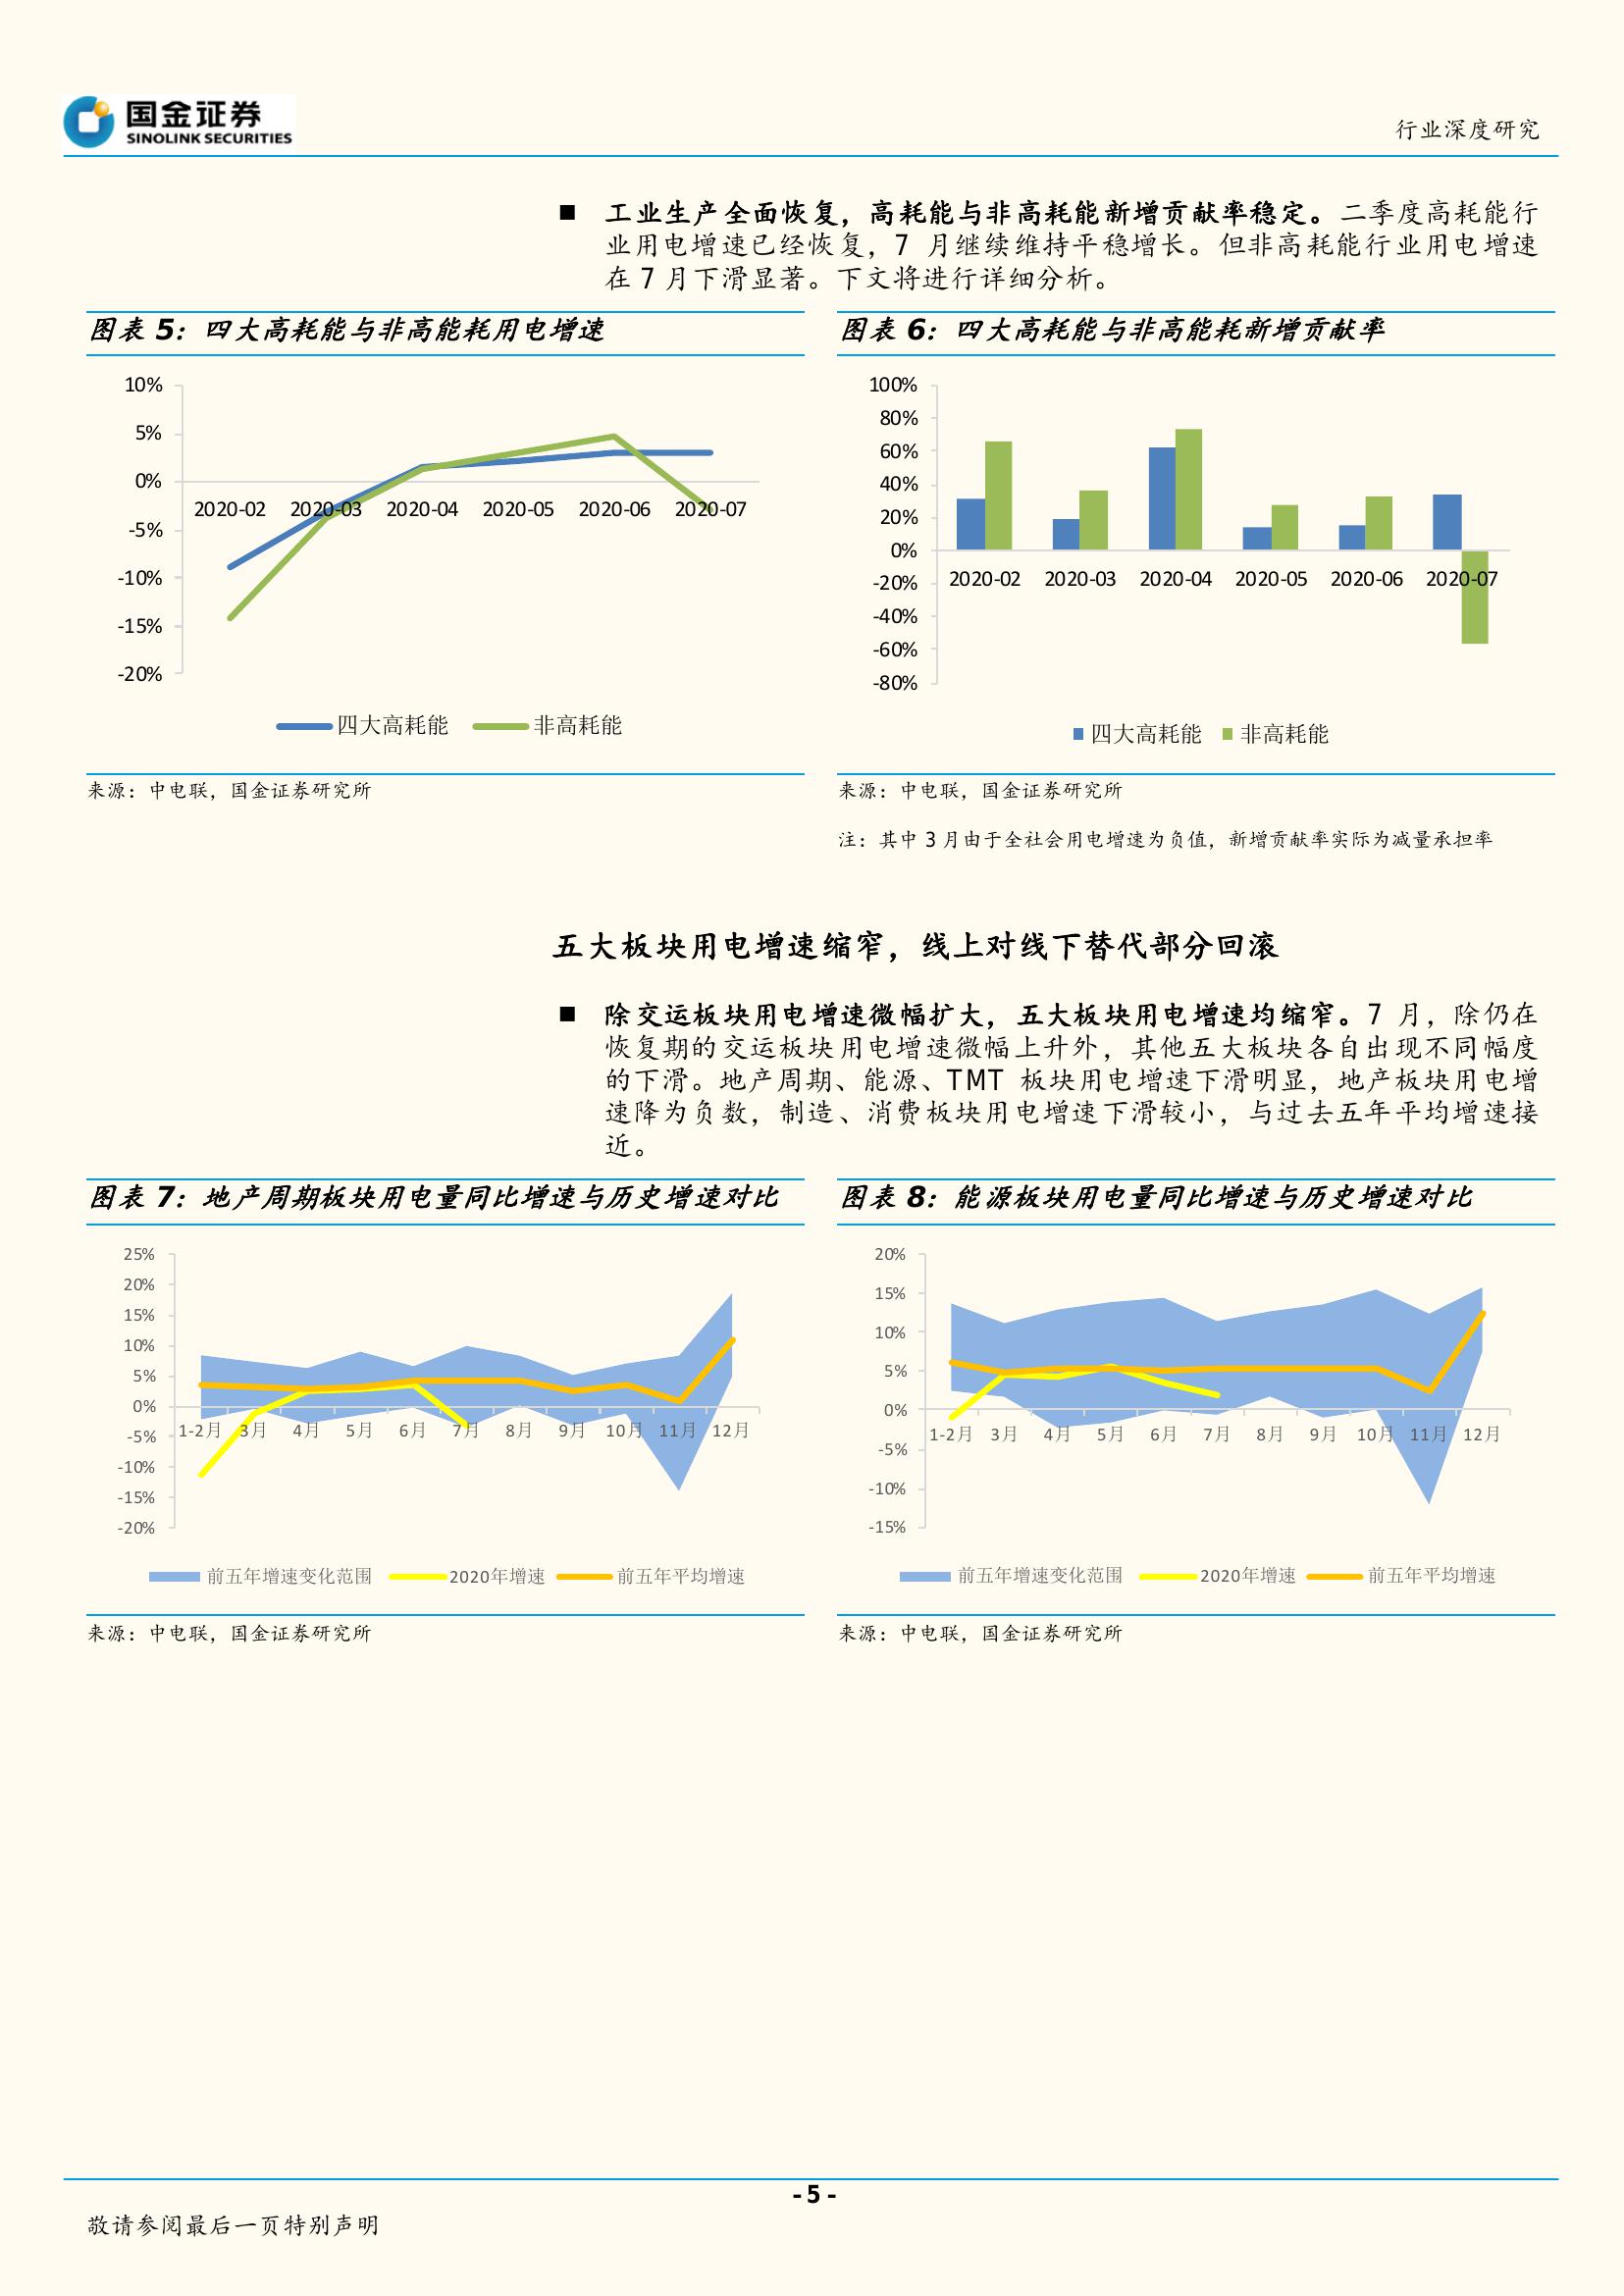 国金证券
SINOLINK SECURITIES
行业深度研究
■ 工业生产全面恢复，高耗能与非高耗能新增贡献率稳定。二季度高耗能行
业用电增速已经恢复，7 月继续维持平稳增长。但非高耗能行业用电增速
在 7 月下滑显著。下文将进行详细分析。
图表 5：四大高耗能与非高能耗用电增速
10%
5%
0%
-5%
-10%
-15%
-20%
2020-02 2020-03 2020-04 2020-05 2020-06 2020-07
四大高耗能 非高耗能
来源：中电联，国金证券研究所
图表 6：四大高耗能与非高能耗新增贡献率
100%
80%
60%
40%
20%
0%
-20%
-40%
-60%
-80%
2020-02 2020-03 2020-04 2020-05 2020-06 2020-07
四大高耗能 非高耗能
来源：中电联，国金证券研究所
注：其中 3 月由于全社会用电增速为负值，新增贡献率实际为减量承担率
五大板块用电增速缩窄，线上对线下替代部分回滚
■ 除交运板块用电增速微幅扩大，五大板块用电增速均缩窄。7 月，除仍在
恢复期的交运板块用电增速微幅上升外，其他五大板块各自出现不同幅度
的下滑。地产周期、能源、TMT 板块用电增速下滑明显，地产板块用电增
速降为负数，制造、消费板块用电增速下滑较小，与过去五年平均增速接
近。
图表 7：地产周期板块用电量同比增速与历史增速对比
25%
20%
15%
10%
5%
0%
-5%
-10%
-15%
-20%
1-2月 3月 4月 5月 6月 7月 8月 9月 10月 11月 12月
前五年增速变化范围 2020年增速 前五年平均增速
来源：中电联，国金证券研究所
图表 8：能源板块用电量同比增速与历史增速对比
20%
15%
10%
5%
0%
-5%
-10%
-15%
1-2月 3月 4月 5月 6月 7月 8月 9月 10月 11月 12月
前五年增速变化范围 2020年增速 前五年平均增速
来源：中电联，国金证券研究所
- 5 -
敬请参阅最后一页特别声明